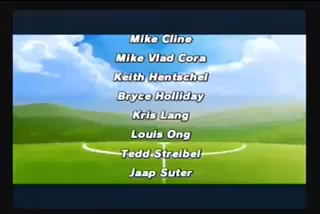 Mike Cline
Mike Vlad Cora
Keith Hentschel
Bryce Holliday
Kris Lang
Louis Ong
Tedd Streibel
Jaap Suter